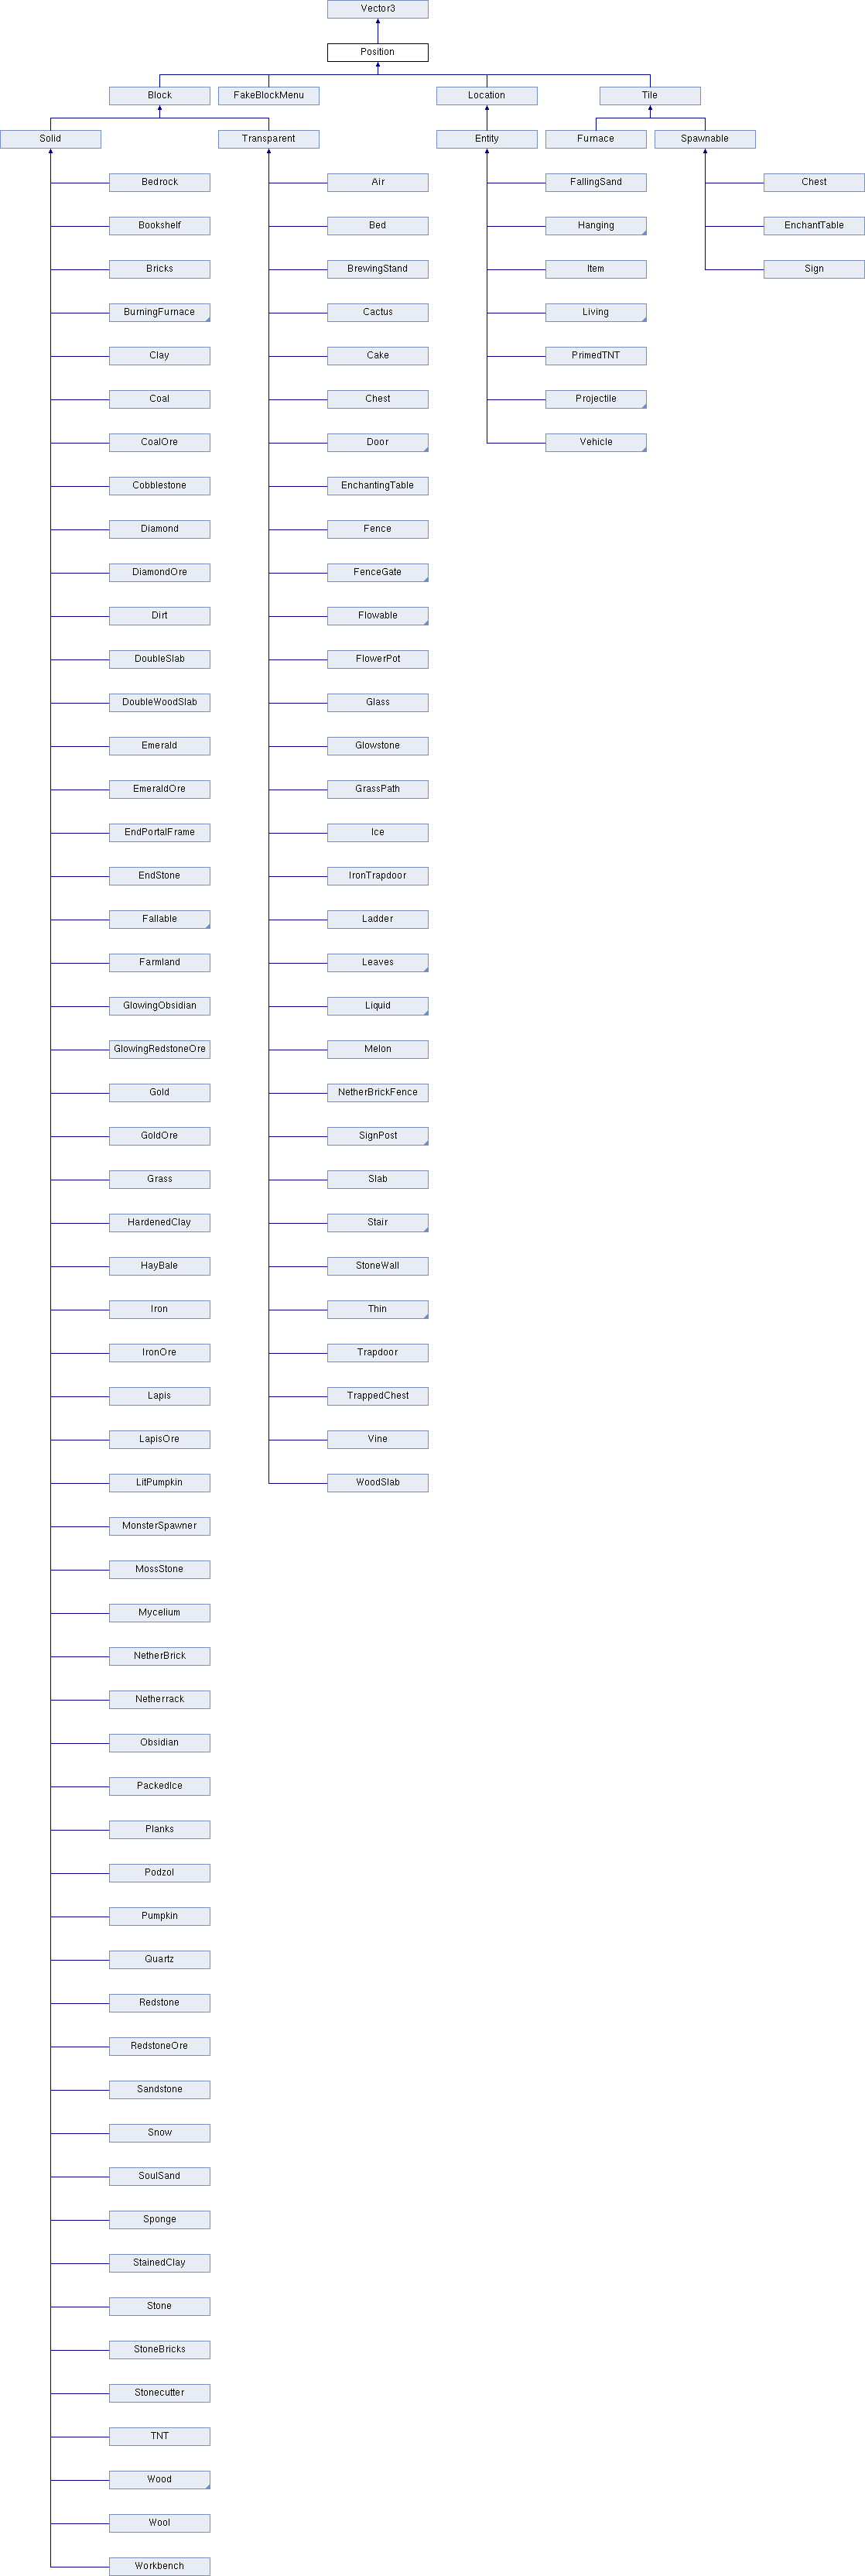 Vector3
Position
Block
FakeBlockMenu
Location
Tile
Solid
Transparent
Entity
Furnace
Spawnable
Bedrock
Air
FallingSand
Chest
Bookshelf
Bed
Hanging
EnchantTable
Bricks
BrewingStand
Item
Sign
BurningFurnace
Cactus
Living
Clay
Cake
PrimedTNT
Coal
Chest
Projectile
CoalOre
Door
Vehicle
Cobblestone
EnchantingTable
Diamond
Fence
DiamondOre
FenceGate
Dirt
Flowable
DoubleSlab
FlowerPot
DoubleWoodSlab
Glass
Emerald
Glowstone
EmeraldOre
GrassPath
EndPortalFrame
Ice
EndStone
IronTrapdoor
Fallable
Ladder
Farmland
Leaves
GlowingObsidian
Liquid
GlowingRedstoneOre
Melon
Gold
NetherBrickFence
GoldOre
SignPost
Grass
Slab
HardenedClay
Stair
HayBale
StoneWall
Iron
Thin
IronOre
Trapdoor
Lapis
TrappedChest
LapisOre
Vine
LitPumpkin
WoodSlab
MonsterSpawner
MossStone
Mycelium
NetherBrick
Netherrack
Obsidian
PackedIce
Planks
Podzol
Pumpkin
Quartz
Redstone
RedstoneOre
Sandstone
Snow
SoulSand
Sponge
StainedClay
Stone
StoneBricks
Stonecutter
TNT
Wood
Wool
Workbench